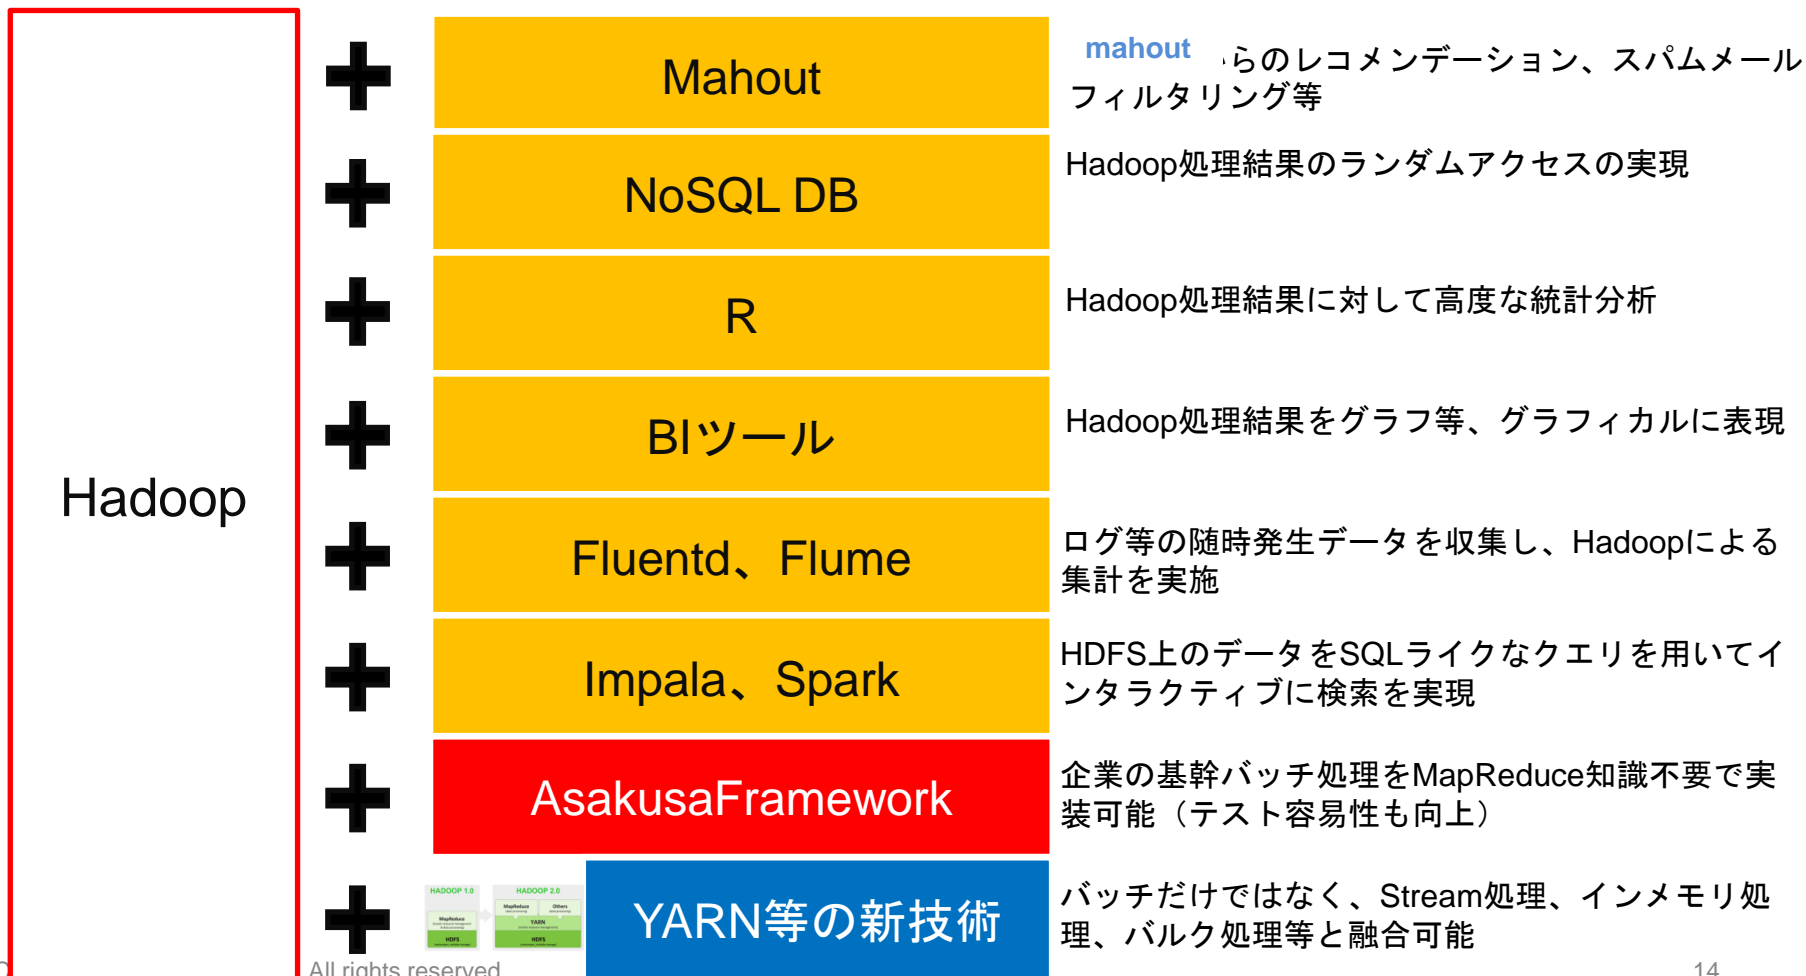 Hadoop
Mahout
mahout
らのレコメンデーション、スパムメール
フィルタリング等
NoSQL DB
Hadoop処理結果のランダムアクセスの実現
R
Hadoop処理結果に対して高度な統計分析
BIツール
Hadoop処理結果をグラフ等、グラフィカルに表現
Fluentd、Flume
ログ等の随時発生データを収集し、Hadoopによる
集計を実施
Impala、Spark
HDFS上のデータをSQLライクなクエリを用いてイ
ンタラクティブに検索を実現
AsakusaFramework
企業の基幹バッチ処理をMapReduce知識不要で実
装可能（テスト容易性も向上）
HADOOP 1.0
MapReduce
HDFS
HADOOP 2.0
MapReduce
Others
YARN
HDFS
YARN等の新技術
バッチだけではなく、Stream処理、インメモリ処
理、バルク処理等と融合可能
All rights reserved
14